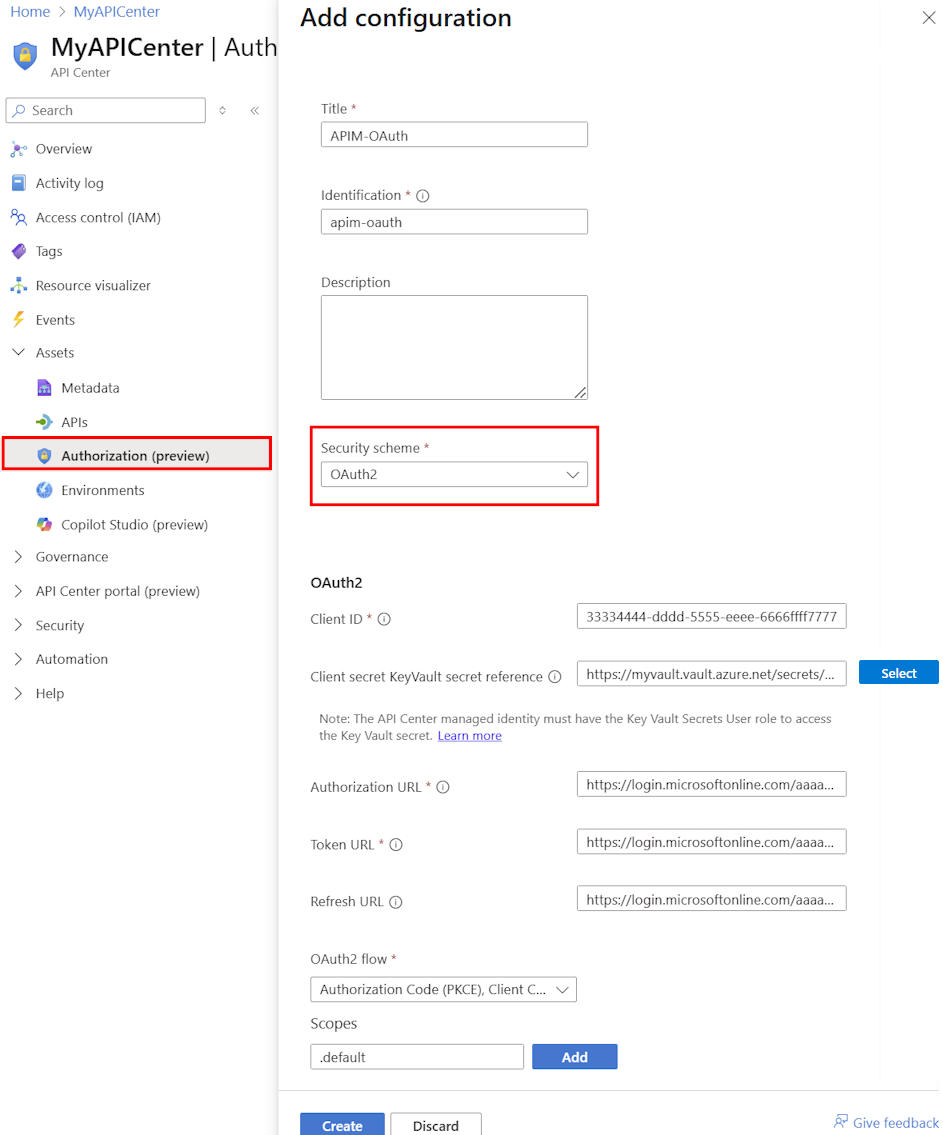 Home > MyAPICenter
MyAPICenter | Auth
API Center
Search
Overview
Activity log
Access control (IAM)
Tags
Resource visualizer
Events
Assets
Metadata
APIs
Authorization (preview)
Environments
Copilot Studio (preview)
Governance
API Center portal (preview)
Security
Automation
Help
Add configuration
Title *
APIM-OAuth
Identification *
apim-oauth
Description
Security scheme *
OAuth2
OAuth2
Client ID *
33334444-dddd-5555-eeee-6666ffff7777
Client secret KeyVault secret reference
https://myvault.vault.azure.net/secrets/...
Select
Note: The API Center managed identity must have the Key Vault Secrets User role to access
the Key Vault secret. Learn more
Authorization URL *
https://login.microsoftonline.com/aaaa...
Token URL *
https://login.microsoftonline.com/aaaa...
Refresh URL
https://login.microsoftonline.com/aaaa...
OAuth2 flow *
Authorization Code (PKCE), Client C...
Scopes
.default
Add
Create
Discard
Give feedback